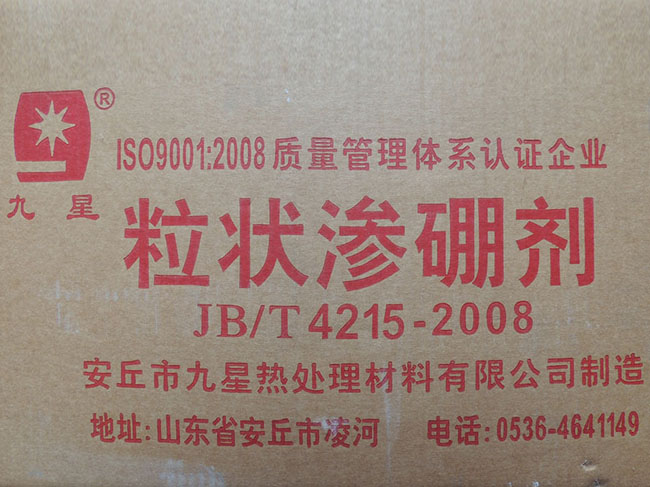 ®
ISO9001:2008 质量管理体系认证企业
九星
粒状渗硼剂
JB/T 4215-2008
安丘市九星热处理材料有限公司制造
地址:山东省安丘市凌河 电话:0536-4641149